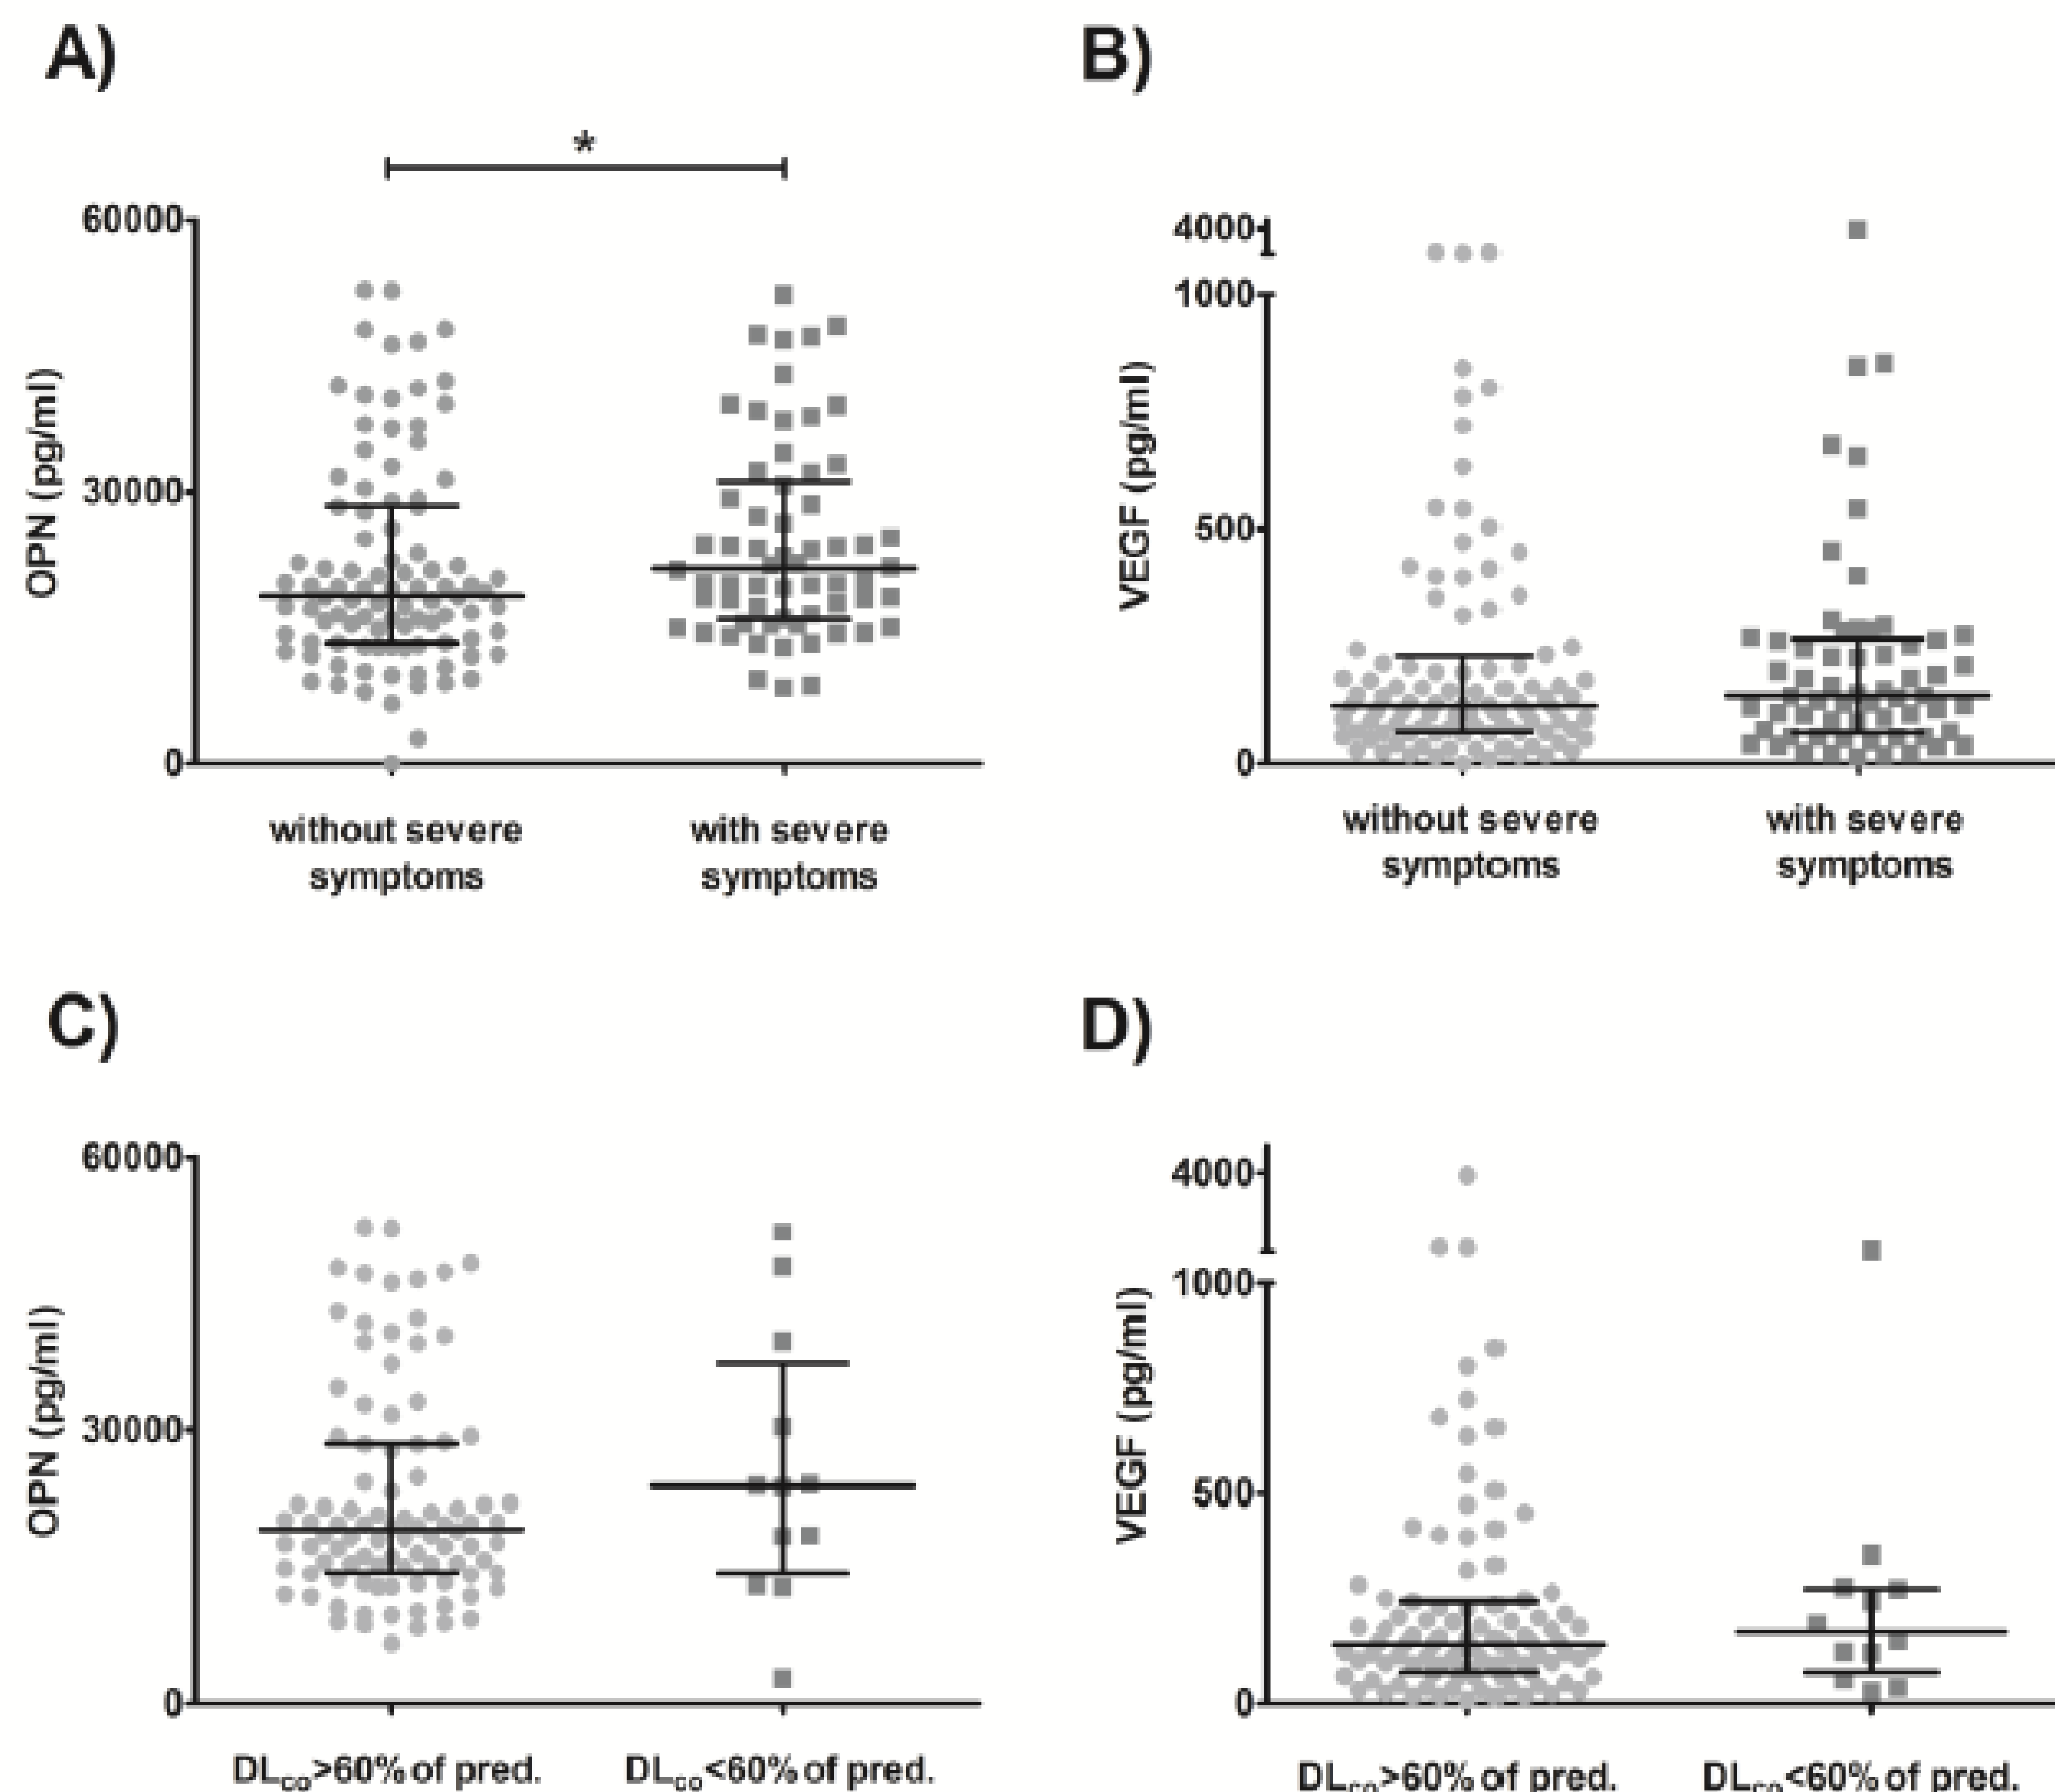 A)
*
60000
30000
0
OPN (pg/ml)
without severe
symptoms
with severe
symptoms
B)
4000
1000
500
0
VEGF (pg/ml)
without severe
symptoms
with severe
symptoms
C)
60000
30000
0
OPN (pg/ml)
DLco>60% of pred.
DLco<60% of pred.
D)
4000
1000
500
0
VEGF (pg/ml)
DLco>60% of pred.
DLco<60% of pred.